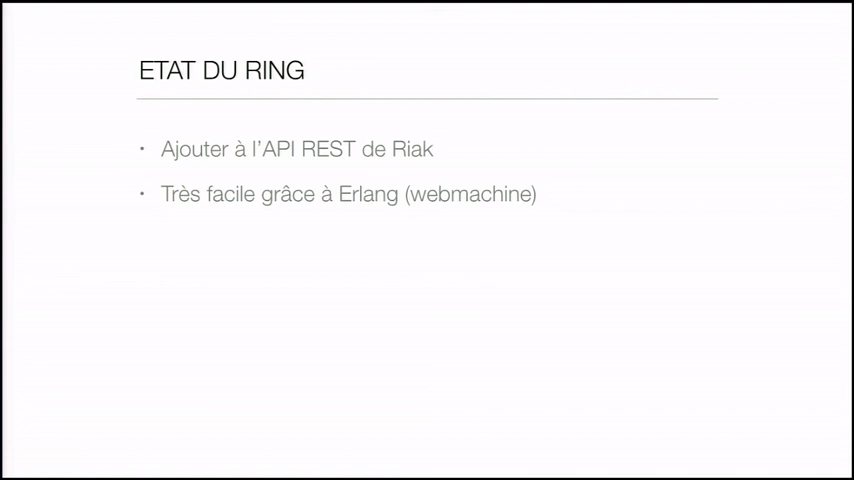 ETAT DU RING
• Ajouter à l'API REST de Riak
• Très facile grâce à Erlang (webmachine)